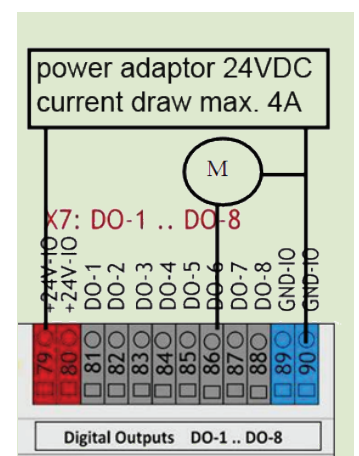 power adaptor 24VDC
current draw max. 4A
M
X7: DO-1 .. DO-8
+24V-IO
+24V-IO
DO-1
DO-2
DO-3
DO-4
DO-5
DO-6
DO-7
DO-8
GND-IO
GND-IO
79
80
81
82
83
84
85
86
87
88
89
90
Digital Outputs DO-1 .. DO-8